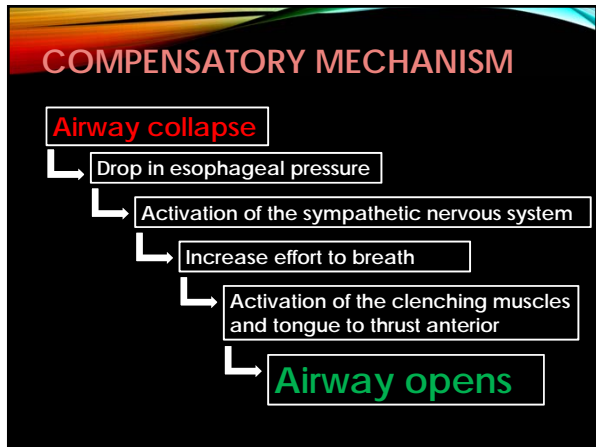 COMPENSATORY MECHANISM
Airway collapse
Drop in esophageal pressure
Activation of the sympathetic nervous system
Increase effort to breath
Activation of the clenching muscles
and tongue to thrust anterior
Airway opens